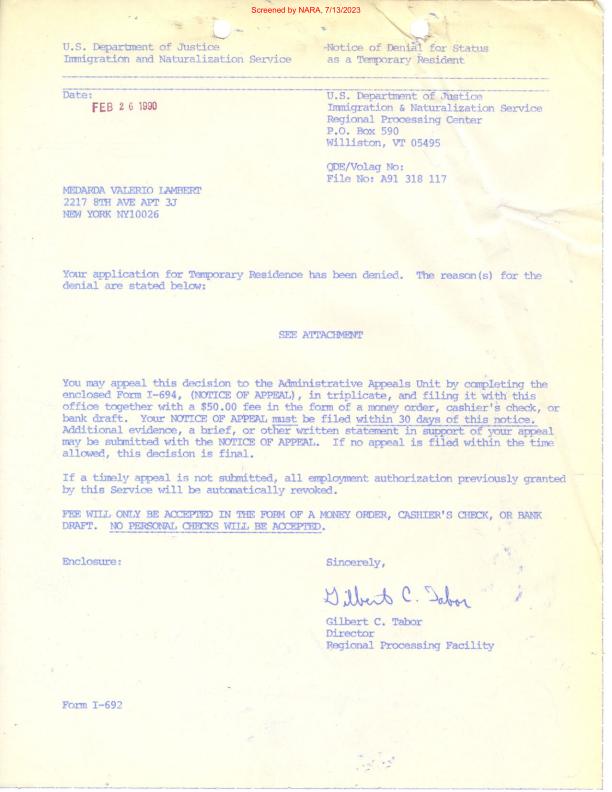 Screened by NARA, 7/13/2023
U.S. Department of Justice
Immigration and Naturalization Service
Notice of Denial for Status
as a Temporary Resident
Date:
FEB 26 1990
U.S. Department of Justice
Immigration & Naturalization Service
Regional Processing Center
P.O. Box 590
Williston, VT 05495
QDE/Volag No:
File No: A91 318 117
MEDARDA VALERIO LAMBERT
2217 8TH AVE APT 3J
NEW YORK NY10026
Your application for Temporary Residence has been denied. The reason(s) for the
denial are stated below:
SEE ATTACHMENT
You may appeal this decision to the Administrative Appeals Unit by completing the
enclosed Form I-694, (NOTICE OF APPEAL), in triplicate, and filing it with this
office together with a $50.00 fee in the form of a money order, cashier's check, or
bank draft. Your NOTICE OF APPEAL must be filed within 30 days of this notice.
Additional evidence, a brief, or other written statement in support of your appeal
may be submitted with the NOTICE OF APPEAL. If no appeal is filed within the time
allowed, this decision is final.
If a timely appeal is not submitted, all employment authorization previously granted
by this Service will be automatically revoked.
FEE WILL ONLY BE ACCEPTED IN THE FORM OF A MONEY ORDER, CASHIER'S CHECK, OR BANK
DRAFT. NO PERSONAL CHECKS WILL BE ACCEPTED.
Enclosure:
Sincerely,
Gilbert C. Tabor
Gilbert C. Tabor
Director
Regional Processing Facility
Form I-692